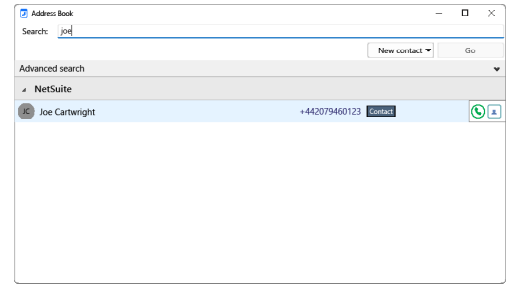 Address Book
Search: joe
New contact Go
Advanced search
NetSuite
JC Joe Cartwright +442079460123 Contact